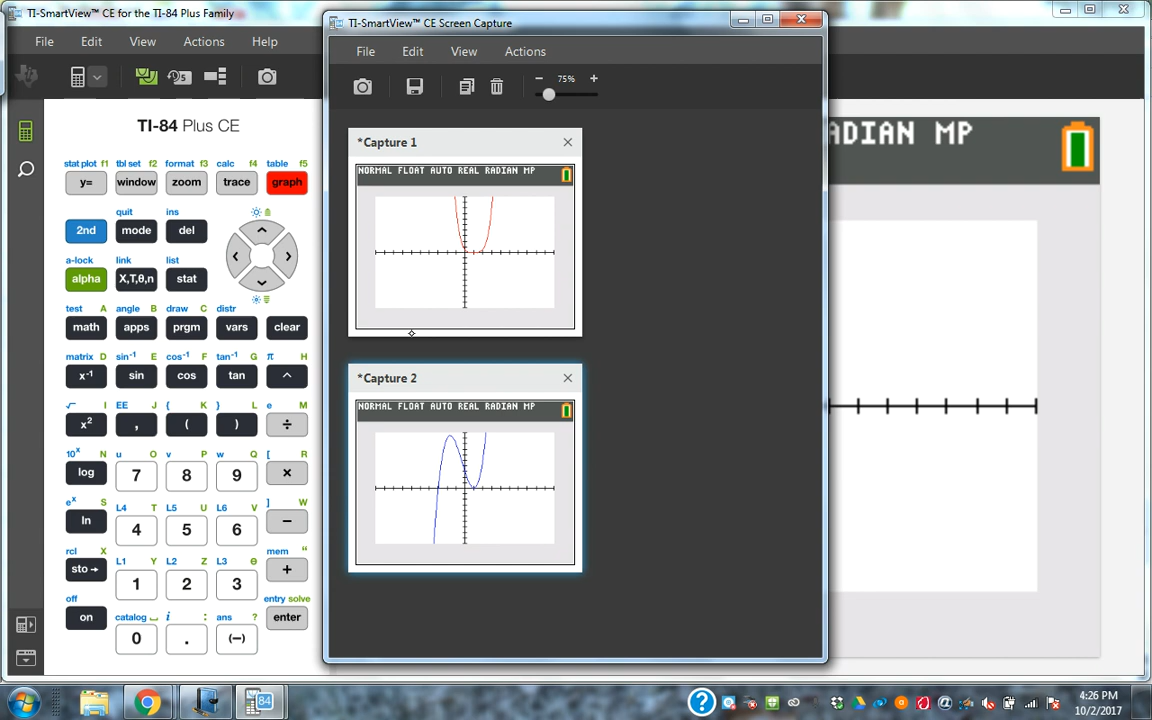 TI-SmartView™ CE for the TI-84 Plus Family
File Edit View Actions Help
TI-84 Plus CE
stat plot f1 tbl set f2 format f3 calc f4 table f5
y= window zoom trace graph
quit ins
2nd mode del
a-lock link list
alpha X,T,θ,n stat
test A angle B draw C distr
math apps prgm vars clear
matrix D sin⁻¹ E cos⁻¹ F tan⁻¹ G π H
x⁻¹ sin cos tan ^
√ I EE J { K } L e M
x² , ( ) ÷
10ˣ N u O v P w Q [ R
log 7 8 9 ×
eˣ S L4 T L5 U L6 V ] W
ln 4 5 6 −
rcl X L1 Y L2 Z L3 θ mem "
sto→ 1 2 3 +
off catalog i : ans ? entry solve
on 0 . (−) enter
TI-SmartView™ CE Screen Capture
File Edit View Actions
− 75% +
*Capture 1
NORMAL FLOAT AUTO REAL RADIAN MP
*Capture 2
NORMAL FLOAT AUTO REAL RADIAN MP
ADIAN MP
84
4:26 PM
10/2/2017